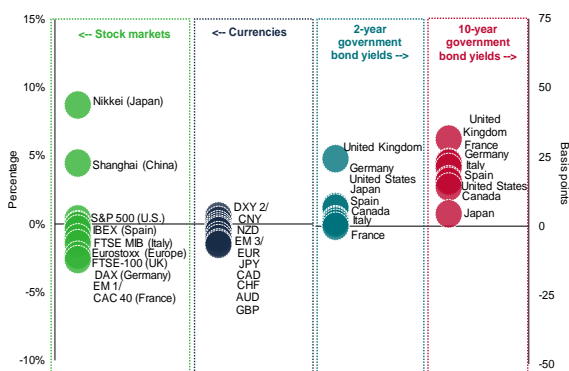 15%
10%
5%
0%
-5%
-10%
Percentage
<-- Stock markets
Nikkei (Japan)
Shanghai (China)
S&P 500 (U.S.)
IBEX (Spain)
FTSE MIB (Italy)
Eurostoxx (Europe)
FTSE-100 (UK)
DAX (Germany)
EM 1/
CAC 40 (France)
<-- Currencies
DXY 2/
CNY
NZD
EM 3/
EUR
JPY
CAD
CHF
AUD
GBP
2-year
government
bond yields -->
United Kingdom
Germany
United States
Japan
Spain
Canada
Italy
France
10-year
government
bond yields -->
United
Kingdom
France
Germany
Italy
Spain
United States
Canada
Japan
75
50
25
0
-25
-50
Basis points